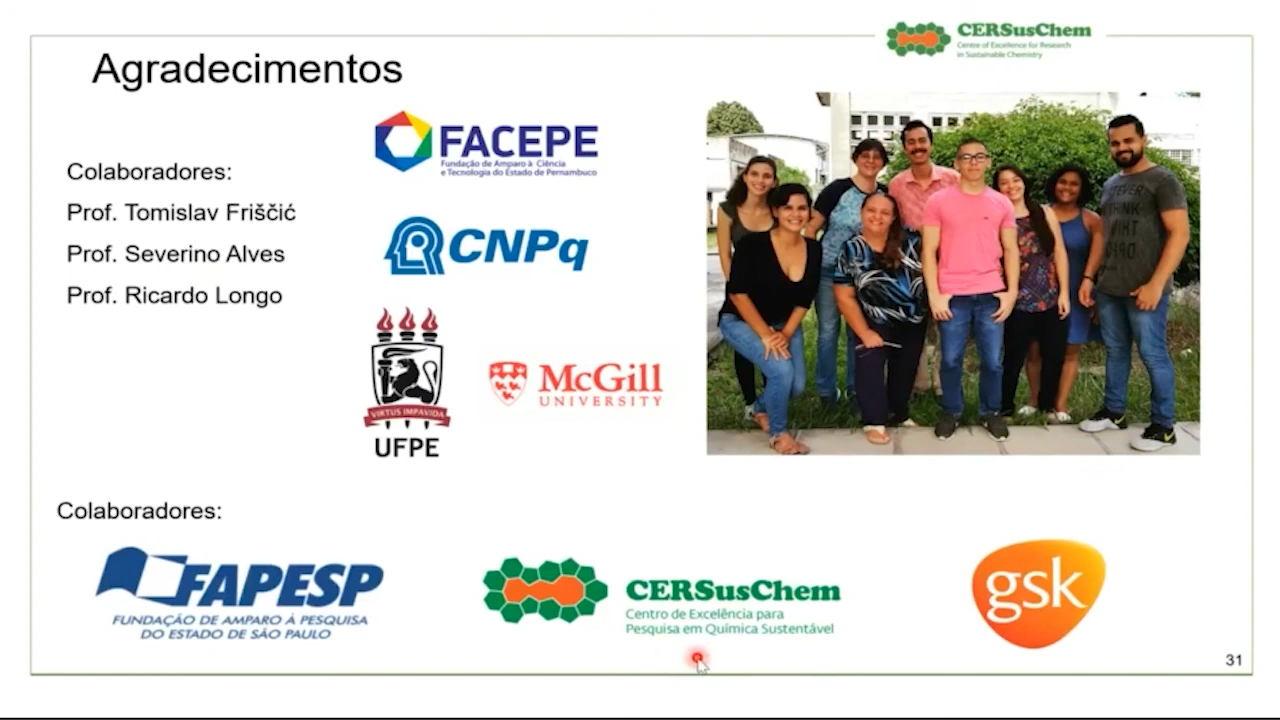 CERSusChem
Centre of Excellence for Research
in Sustainable Chemistry
Agradecimentos
FACEPE
Fundação de Amparo à Ciência
e Tecnologia do Estado de Pernambuco
Colaboradores:
Prof. Tomislav Friščić
Prof. Severino Alves
Prof. Ricardo Longo
CNPq
VIRTUS IMPAVIDA
UFPE
McGill
UNIVERSITY
Colaboradores:
FAPESP
FUNDAÇÃO DE AMPARO À PESQUISA
DO ESTADO DE SÃO PAULO
CERSusChem
Centro de Excelência para
Pesquisa em Química Sustentável
gsk
31